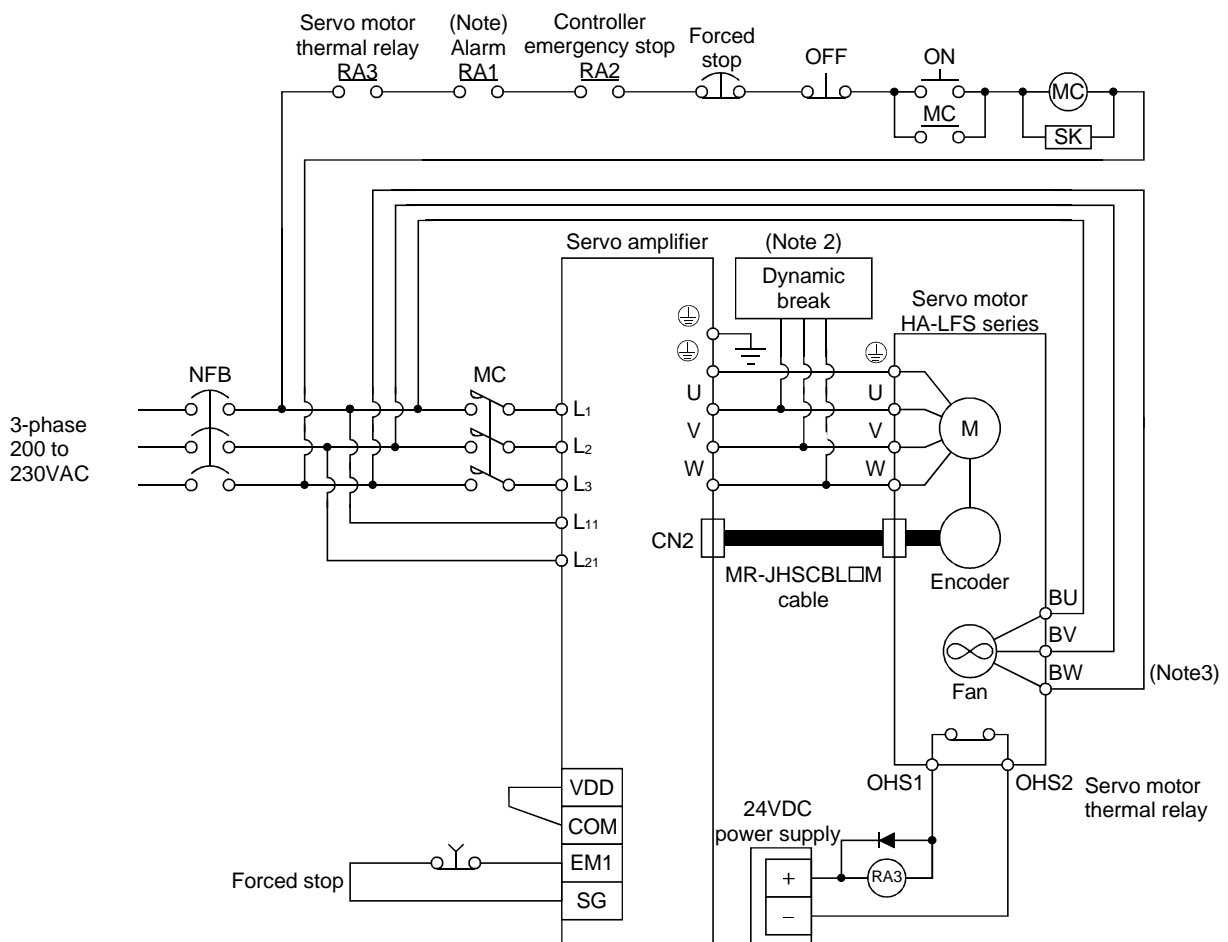 Servo motor
thermal relay
RA3
(Note)
Alarm
RA1
Controller
emergency stop
RA2
Forced
stop
OFF
ON
MC
MC
SK
Servo amplifier
(Note 2)
Dynamic
break
Servo motor
HA-LFS series
NFB
MC
3-phase
200 to
230VAC
L1
L2
L3
L11
L21
U
V
W
U
V
W
M
CN2
MR-JHSCBL□M
cable
Encoder
BU
BV
BW
(Note3)
Fan
OHS1
OHS2
Servo motor
thermal relay
24VDC
power supply
+
RA3
−
VDD
COM
EM1
SG
Forced stop